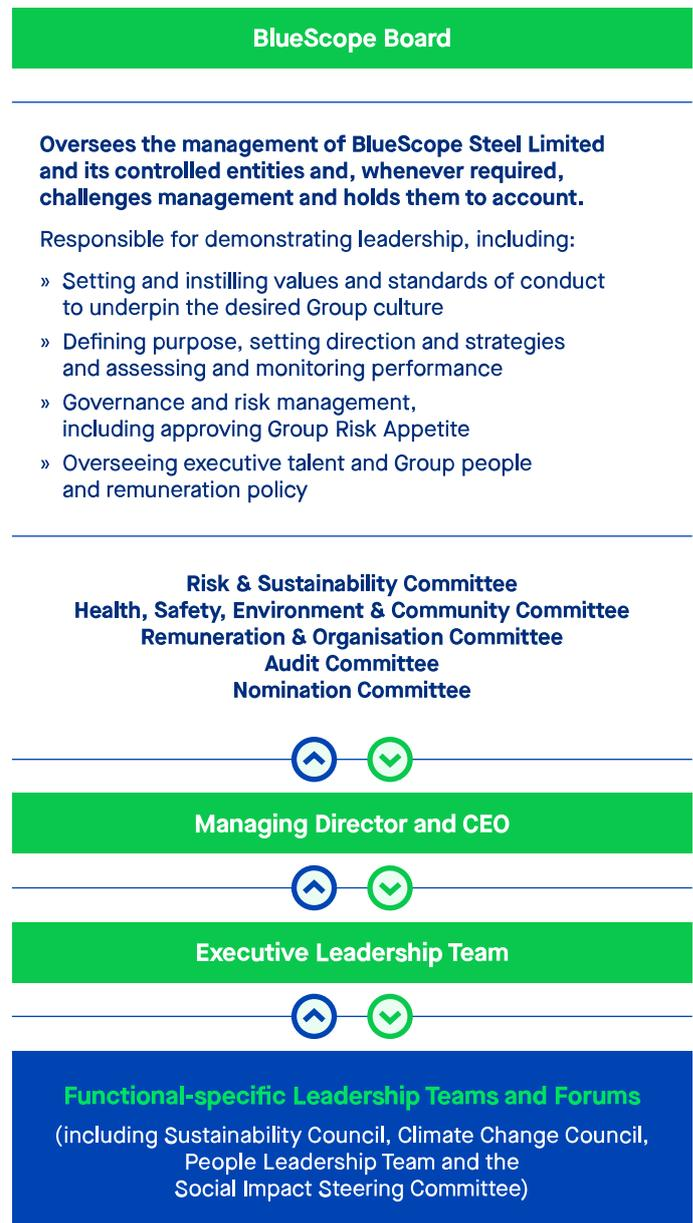 BlueScope Board
Oversees the management of BlueScope Steel Limited
and its controlled entities and, whenever required,
challenges management and holds them to account.
Responsible for demonstrating leadership, including:
» Setting and instilling values and standards of conduct
to underpin the desired Group culture
» Defining purpose, setting direction and strategies
and assessing and monitoring performance
» Governance and risk management,
including approving Group Risk Appetite
» Overseeing executive talent and Group people
and remuneration policy
Risk & Sustainability Committee
Health, Safety, Environment & Community Committee
Remuneration & Organisation Committee
Audit Committee
Nomination Committee
Managing Director and CEO
Executive Leadership Team
Functional-specific Leadership Teams and Forums
(including Sustainability Council, Climate Change Council,
People Leadership Team and the
Social Impact Steering Committee)